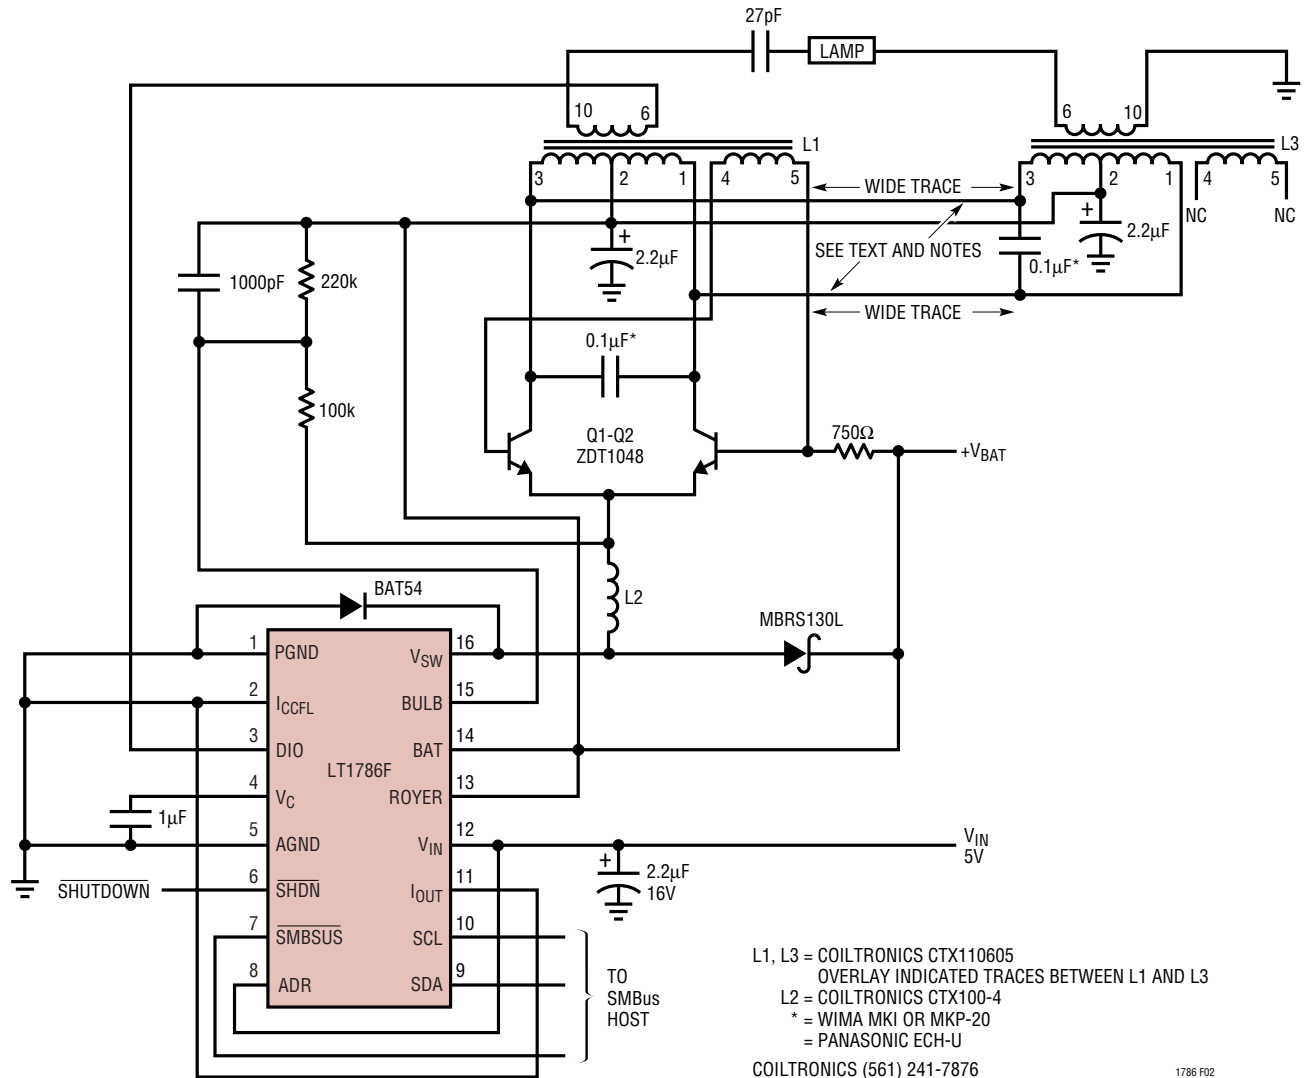 27pF
LAMP
10
6
6
10
L1
L3
3
2
1
4
5
WIDE TRACE
3
2
1
4
5
NC
NC
+
2.2µF
+
2.2µF
SEE TEXT AND NOTES
0.1µF*
1000pF
220k
WIDE TRACE
0.1µF*
100k
Q1-Q2
ZDT1048
750Ω
+VBAT
BAT54
L2
MBRS130L
1
PGND
VSW
16
2
ICCFL
BULB
15
3
DIO
BAT
14
LT1786F
4
VC
ROYER
13
1µF
5
AGND
VIN
12
VIN
5V
+
2.2µF
16V
SHUTDOWN
6
SHDN
IOUT
11
7
SMBSUS
SCL
10
8
ADR
SDA
9
TO
SMBus
HOST
L1, L3 = COILTRONICS CTX110605
OVERLAY INDICATED TRACES BETWEEN L1 AND L3
L2 = COILTRONICS CTX100-4
* = WIMA MKI OR MKP-20
= PANASONIC ECH-U
COILTRONICS (561) 241-7876
1786 F02